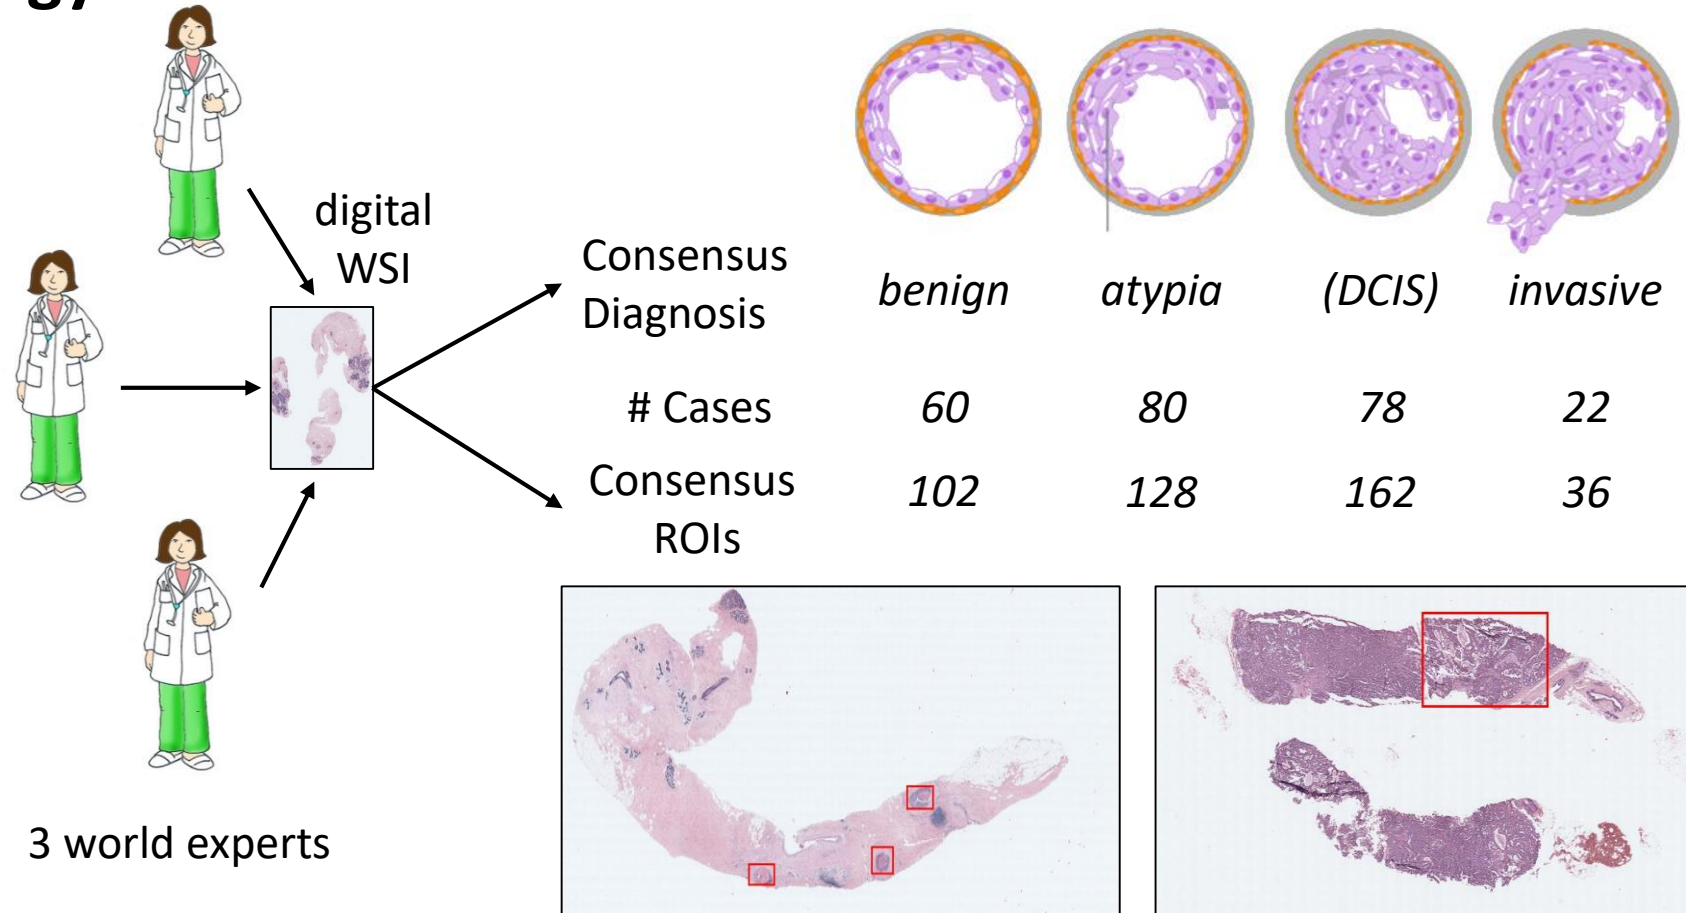 digital
WSI
Consensus
Diagnosis
benign atypia (DCIS) invasive
# Cases 60 80 78 22
Consensus
ROIs
102 128 162 36
3 world experts